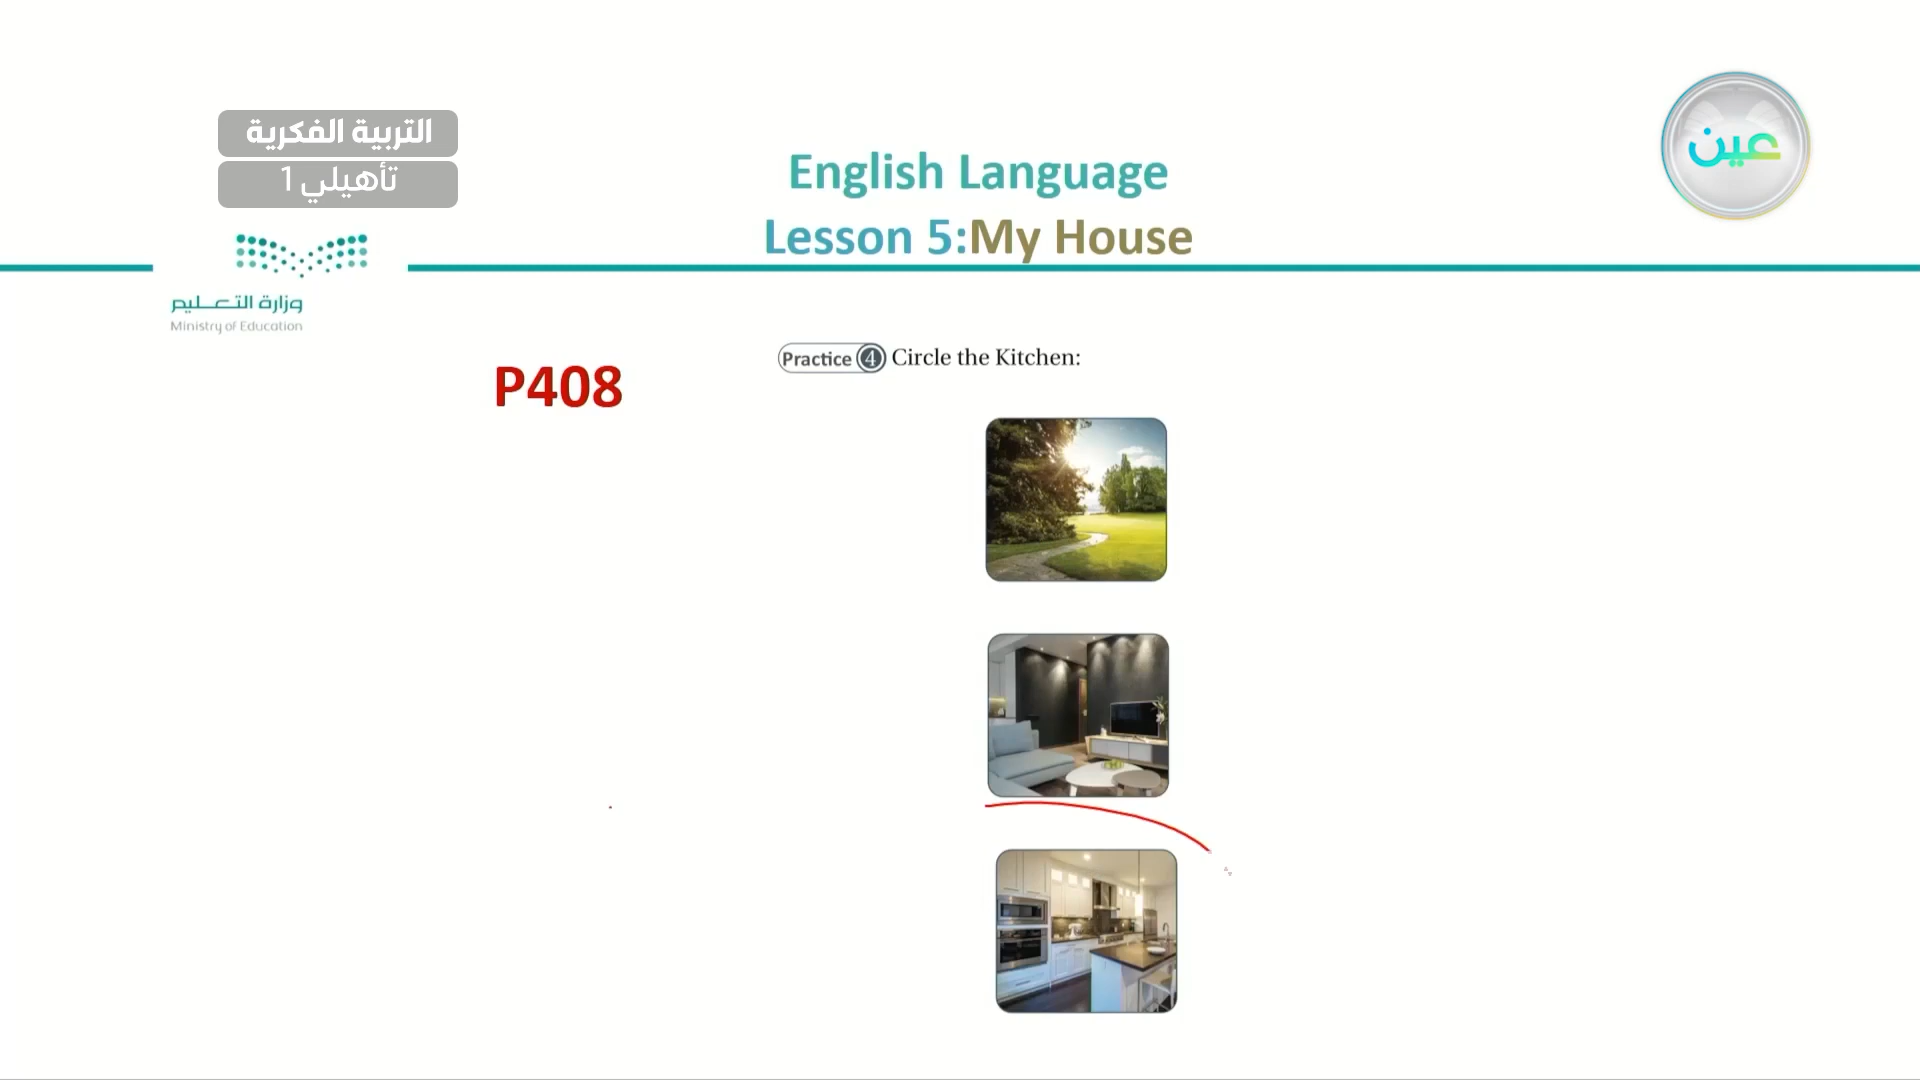 التربية الفكرية
تأهيلي 1
عين
English Language
Lesson 5:My House
وزارة التعليم
Ministry of Education
Practice 4 Circle the Kitchen:
P408